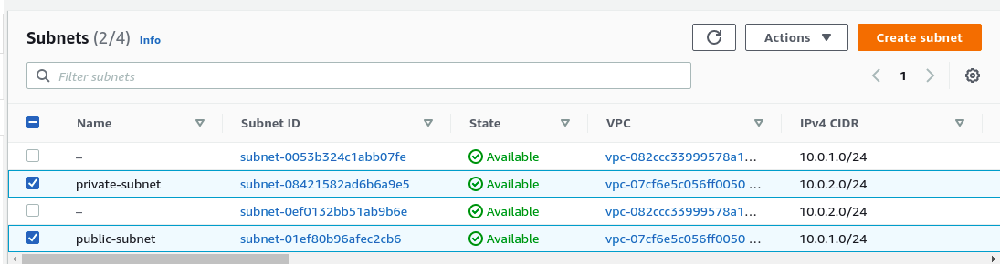 Subnets (2/4) Info Actions Create subnet
Filter subnets 1
Name Subnet ID State VPC IPv4 CIDR
– subnet-0053b324c1abb07fe Available vpc-082ccc33999578a1… 10.0.1.0/24
private-subnet subnet-08421582ad6b6a9e5 Available vpc-07cf6e5c056ff0050 … 10.0.2.0/24
– subnet-0ef0132bb51ab9b6e Available vpc-082ccc33999578a1… 10.0.2.0/24
public-subnet subnet-01ef80b96afec2cb6 Available vpc-07cf6e5c056ff0050 … 10.0.1.0/24